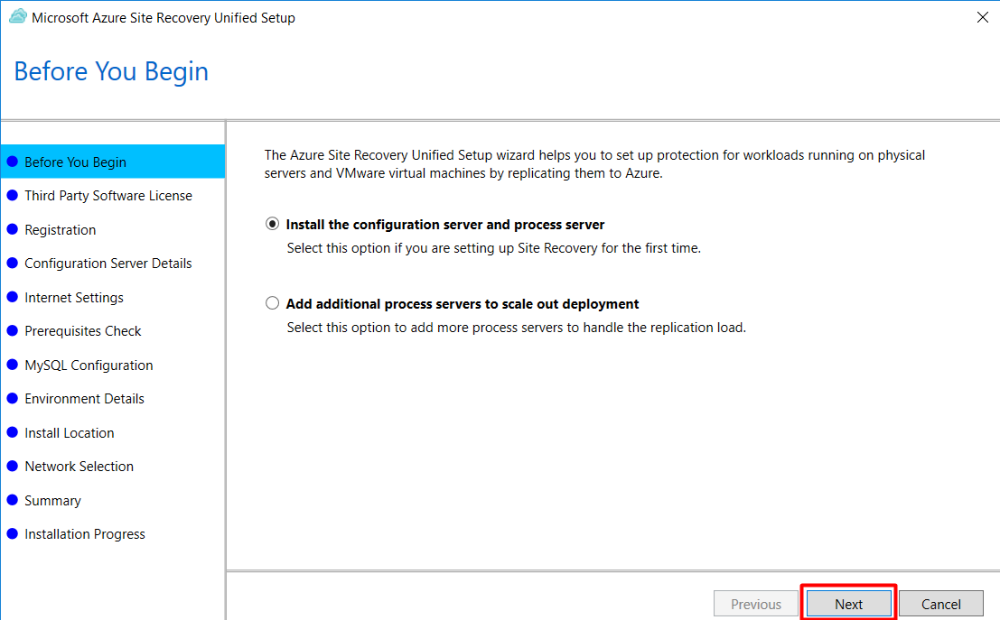 Microsoft Azure Site Recovery Unified Setup
Before You Begin
Before You Begin
Third Party Software License
Registration
Configuration Server Details
Internet Settings
Prerequisites Check
MySQL Configuration
Environment Details
Install Location
Network Selection
Summary
Installation Progress
The Azure Site Recovery Unified Setup wizard helps you to set up protection for workloads running on physical
servers and VMware virtual machines by replicating them to Azure.
Install the configuration server and process server
Select this option if you are setting up Site Recovery for the first time.
Add additional process servers to scale out deployment
Select this option to add more process servers to handle the replication load.
Previous Next Cancel